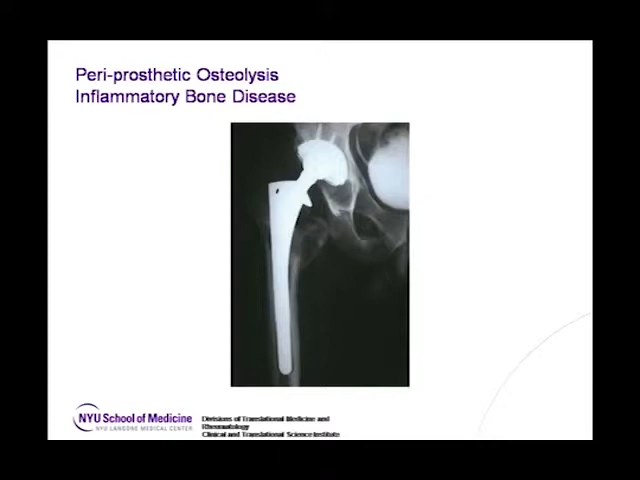 Peri-prosthetic Osteolysis
Inflammatory Bone Disease
NYU School of Medicine
NYU LANGONE MEDICAL CENTER
Divisions of Translational Medicine and
Rheumatology
Clinical and Translational Science Institute